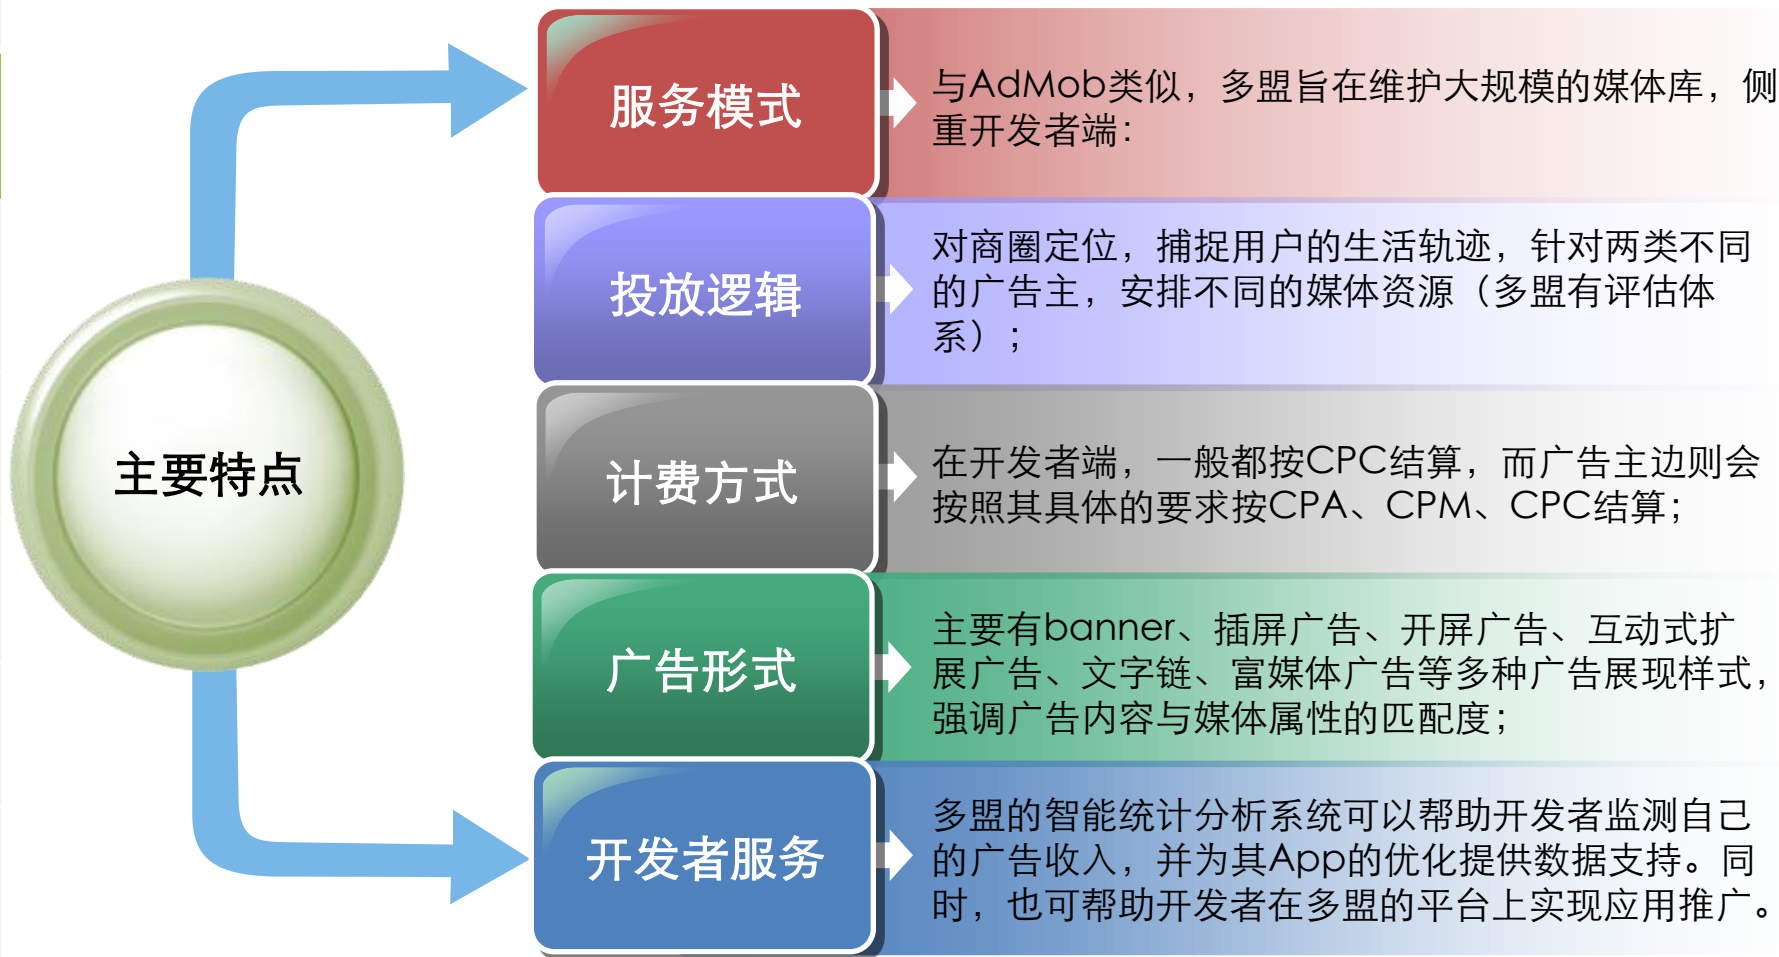 主要特点
服务模式
与AdMob类似，多盟旨在维护大规模的媒体库，侧
重开发者端：
投放逻辑
对商圈定位，捕捉用户的生活轨迹，针对两类不同
的广告主，安排不同的媒体资源（多盟有评估体
系）；
计费方式
在开发者端，一般都按CPC结算，而广告主边则会
按照其具体的要求按CPA、CPM、CPC结算；
广告形式
主要有banner、插屏广告、开屏广告、互动式扩
展广告、文字链、富媒体广告等多种广告展现样式，
强调广告内容与媒体属性的匹配度；
开发者服务
多盟的智能统计分析系统可以帮助开发者监测自己
的广告收入，并为其App的优化提供数据支持。同
时，也可帮助开发者在多盟的平台上实现应用推广。